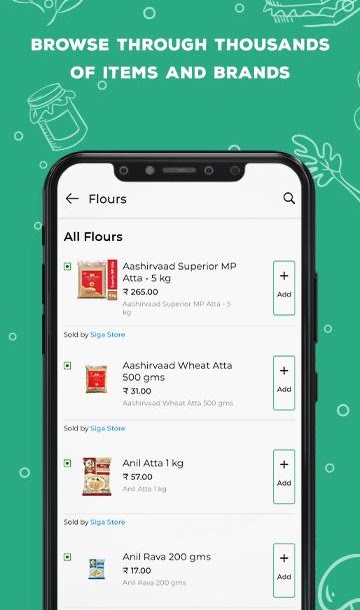 BROWSE THROUGH THOUSANDS
OF ITEMS AND BRANDS
Flours
All Flours
Aashirvaad Superior MP
Atta - 5 kg
₹ 265.00
Aashirvaad Superior MP Atta - 5
kg
+
Add
Sold by Siga Store
Aashirvaad Wheat Atta
500 gms
₹ 31.00
Aashirvaad Wheat Atta 500 gms
+
Add
Sold by Siga Store
Anil Atta 1 kg
₹ 57.00
Anil Atta 1 kg
+
Add
Sold by Siga Store
Anil Rava 200 gms
₹ 17.00
Anil Rava 200 gms
+
Add